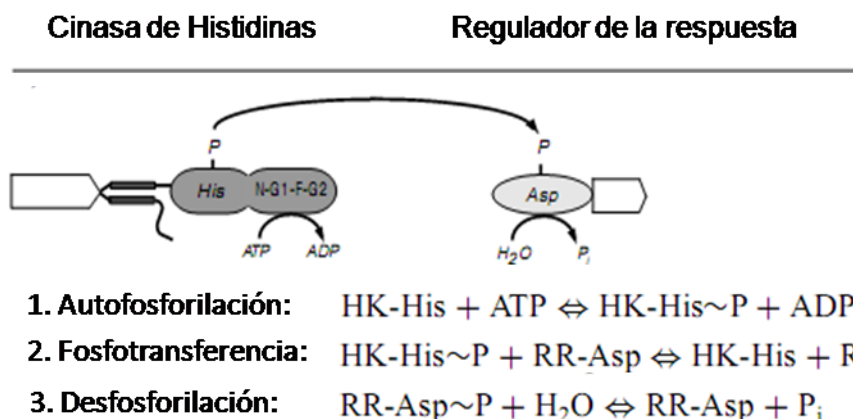 Cinasa de Histidinas Regulador de la respuesta
P P
His N-G1-F-G2 Asp
ATP ADP H₂O Pᵢ
1. Autofosforilación: HK-His + ATP ⇔ HK-His~P + ADP
2. Fosfotransferencia: HK-His~P + RR-Asp ⇔ HK-His + R
3. Desfosforilación: RR-Asp~P + H₂O ⇔ RR-Asp + Pᵢ